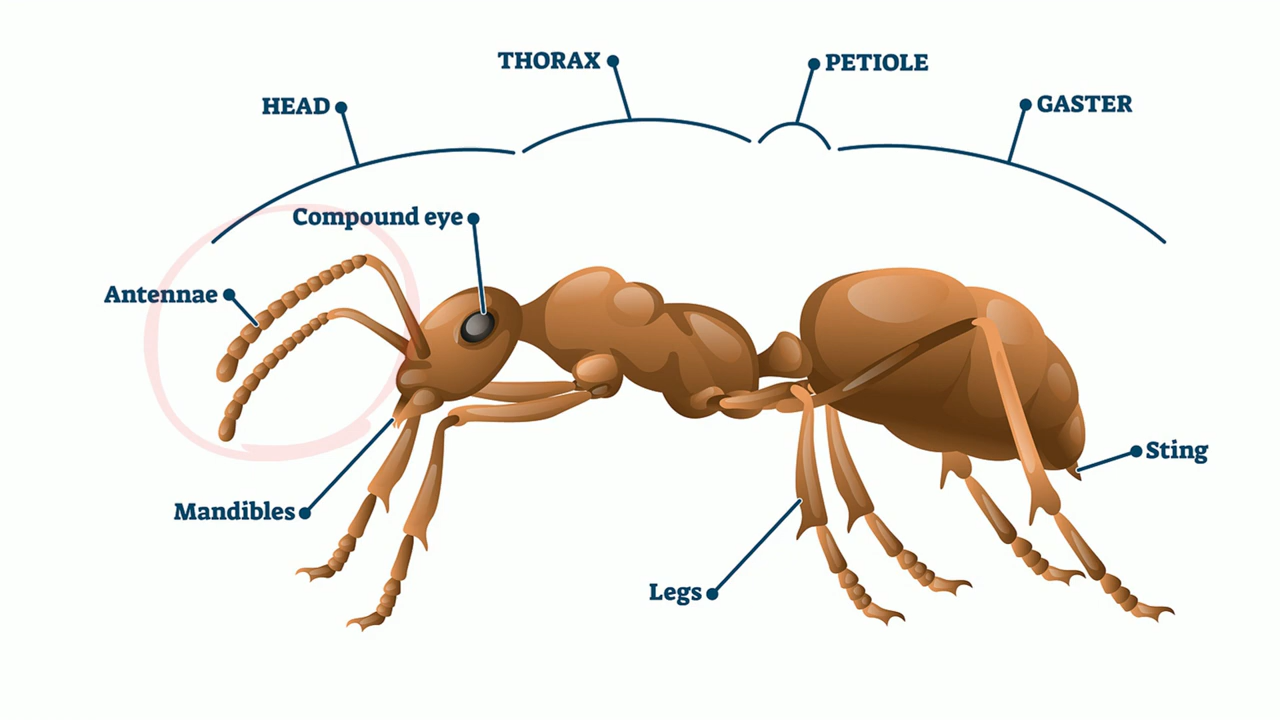 THORAX
PETIOLE
HEAD
GASTER
Compound eye
Antennae
Sting
Mandibles
Legs